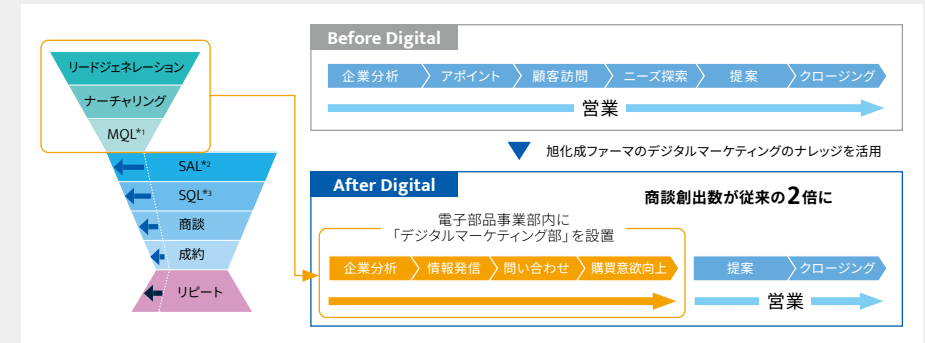 リードジェネレーション
ナーチャリング
MQL*1
SAL*2
SQL*3
商談
成約
リピート
Before Digital
企業分析 アポイント 顧客訪問 ニーズ探索 提案 クロージング
営業
旭化成ファーマのデジタルマーケティングのナレッジを活用
After Digital
商談創出数が従来の2倍に
電子部品事業部内に
「デジタルマーケティング部」を設置
企業分析 情報発信 問い合わせ 購買意欲向上 提案 クロージング
営業